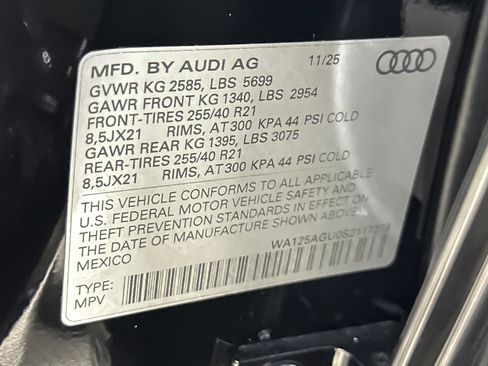 MFD. BY AUDI AG 11/25
GVWR KG 2585, LBS 5699
GAWR FRONT KG 1340, LBS 2954
FRONT-TIRES 255/40 R21
8,5JX21 RIMS, AT 300 KPA 44 PSI COLD
GAWR REAR KG 1395, LBS 3075
REAR-TIRES 255/40 R21
8,5JX21 RIMS, AT 300 KPA 44 PSI COLD
THIS VEHICLE CONFORMS TO ALL APPLICABLE
U.S. FEDERAL MOTOR VEHICLE SAFETY AND
THEFT PREVENTION STANDARDS IN EFFECT ON
THE DATE OF MANUFACTURE SHOWN ABOVE.
MEXICO
TYPE:
MPV